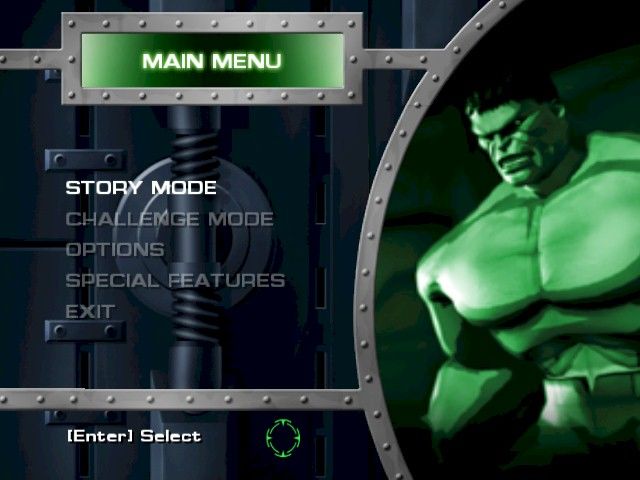 MAIN MENU
STORY MODE
CHALLENGE MODE
OPTIONS
SPECIAL FEATURES
EXIT
[Enter] Select